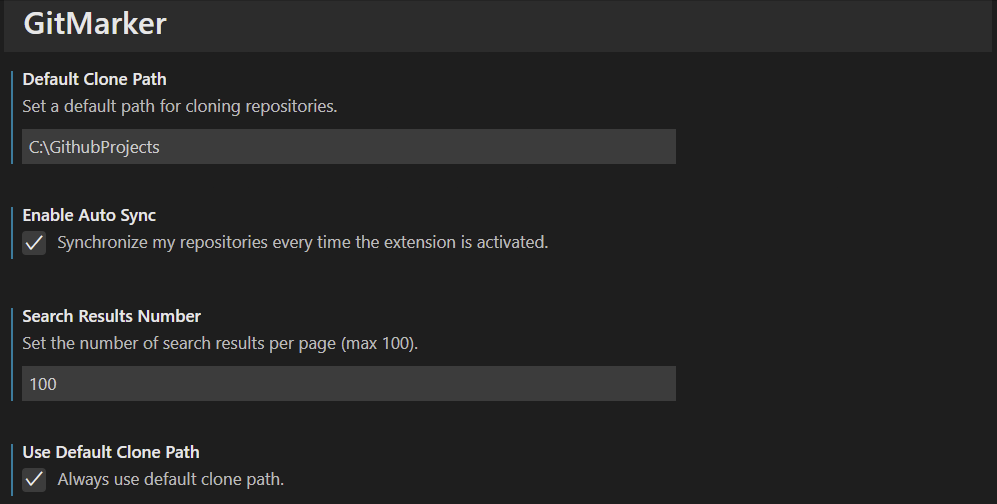 GitMarker
Default Clone Path
Set a default path for cloning repositories.
C:\GithubProjects
Enable Auto Sync
Synchronize my repositories every time the extension is activated.
Search Results Number
Set the number of search results per page (max 100).
100
Use Default Clone Path
Always use default clone path.